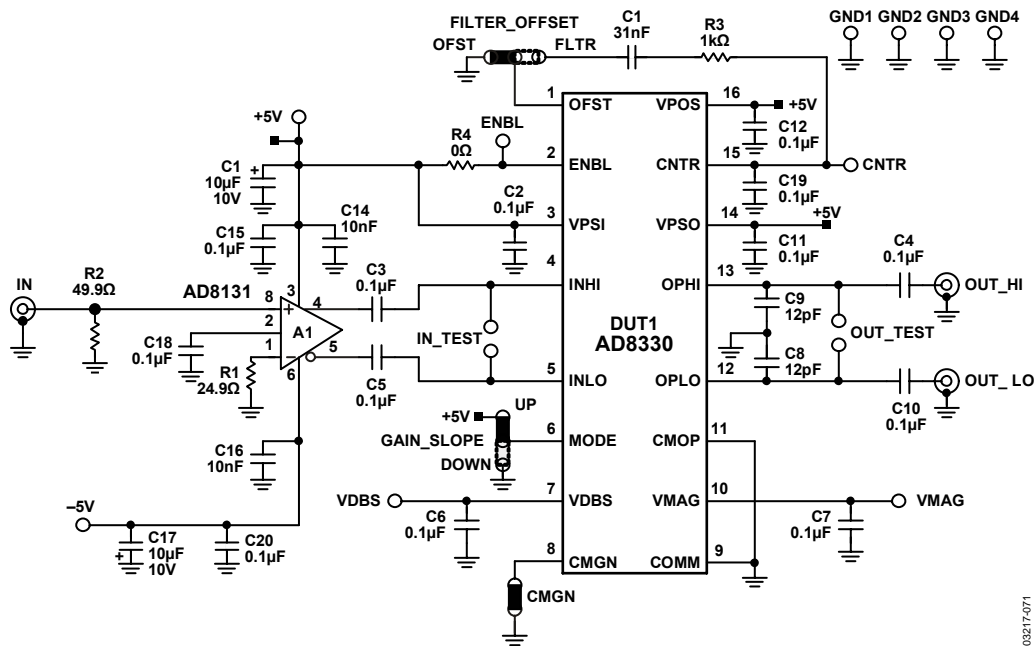 FILTER_OFFSET
OFST
FLTR
C1
31nF
R3
1kΩ
GND1
GND2
GND3
GND4
1
OFST
VPOS
16
+5V
C12
0.1µF
+5V
R4
0Ω
ENBL
2
ENBL
CNTR
15
CNTR
C1
10µF
10V
+
C2
0.1µF
C19
0.1µF
3
VPSI
VPSO
14
+5V
C15
0.1µF
C14
10nF
C11
0.1µF
C4
0.1µF
4
INHI
OPHI
13
OUT_HI
IN
R2
49.9Ω
AD8131
C3
0.1µF
8
3
4
+
2
A1
1
–
5
6
C18
0.1µF
R1
24.9Ω
IN_TEST
DUT1
AD8330
C9
12pF
C8
12pF
OUT_TEST
C5
0.1µF
5
INLO
OPLO
12
OUT_ LO
C10
0.1µF
+5V
UP
GAIN_SLOPE
DOWN
6
MODE
CMOP
11
C16
10nF
VDBS
7
VDBS
VMAG
10
VMAG
C6
0.1µF
C7
0.1µF
–5V
C17
10µF
10V
+
C20
0.1µF
8
CMGN
COMM
9
CMGN
03217-071